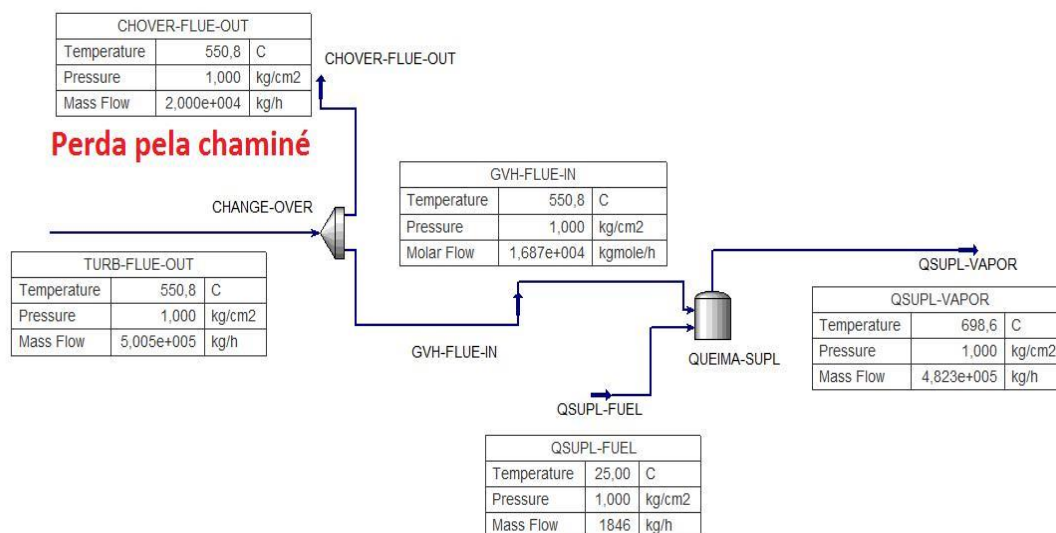 CHOVER-FLUE-OUT
Temperature 550,8 C
Pressure 1,000 kg/cm2
Mass Flow 2,000e+004 kg/h
CHOVER-FLUE-OUT
Perda pela chaminé
GVH-FLUE-IN
Temperature 550,8 C
Pressure 1,000 kg/cm2
Molar Flow 1,687e+004 kgmole/h
CHANGE-OVER
TURB-FLUE-OUT
Temperature 550,8 C
Pressure 1,000 kg/cm2
Mass Flow 5,005e+005 kg/h
GVH-FLUE-IN
QUEIMA-SUPL
QSUPL-VAPOR
QSUPL-VAPOR
Temperature 698,6 C
Pressure 1,000 kg/cm2
Mass Flow 4,823e+005 kg/h
QSUPL-FUEL
QSUPL-FUEL
Temperature 25,00 C
Pressure 1,000 kg/cm2
Mass Flow 1846 kg/h